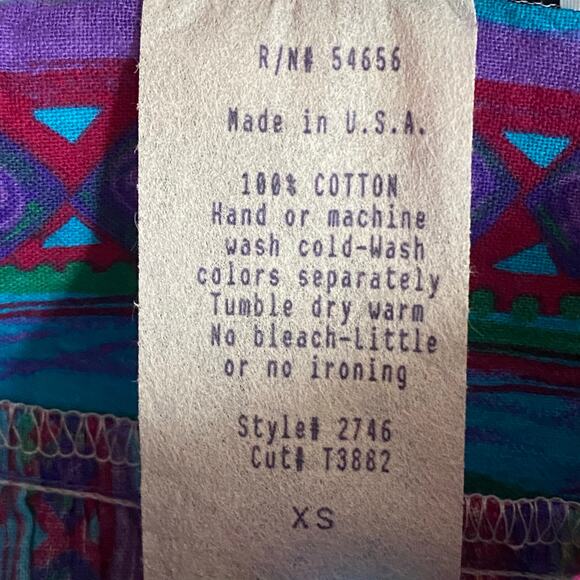 R/N# 54656
Made in U.S.A.
100% COTTON
Hand or machine
wash cold-Wash
colors separately
Tumble dry warm
No bleach-Little
or no ironing
Style# 2746
Cut# T3882
XS